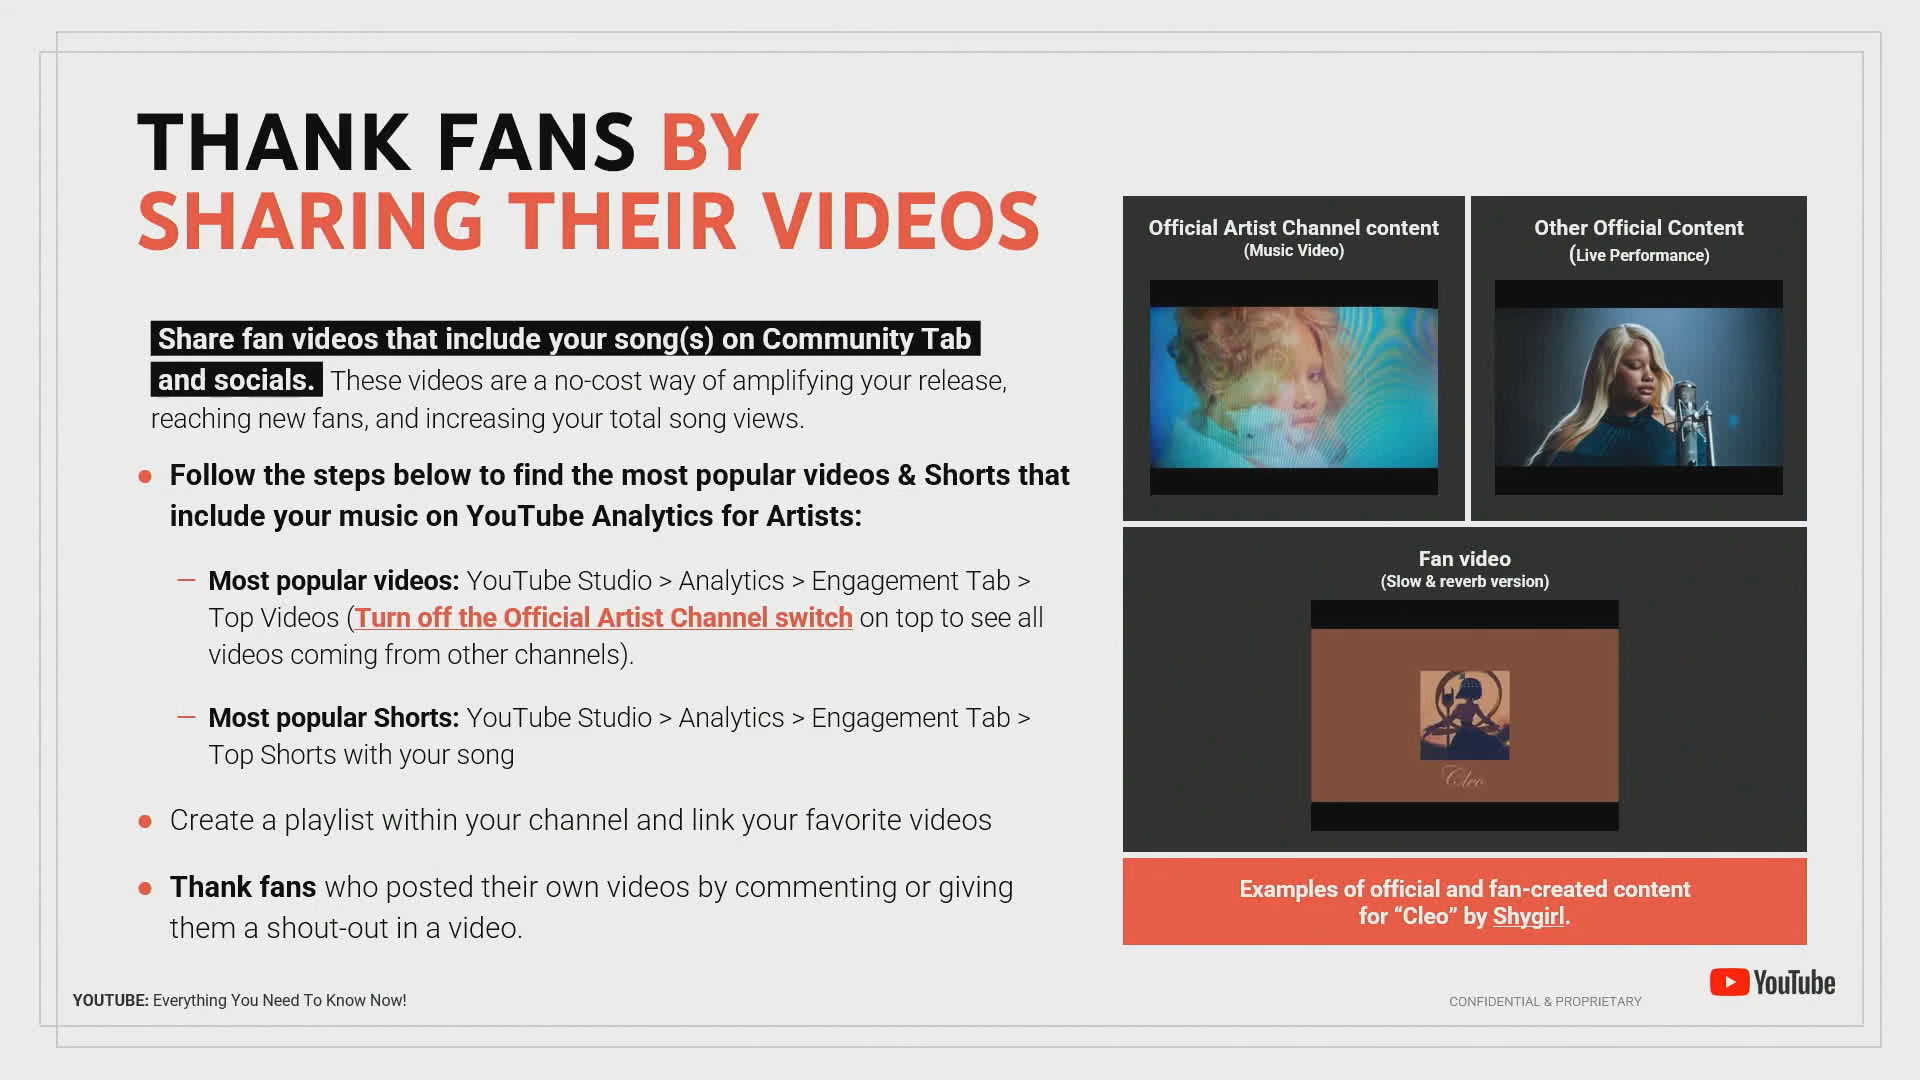 THANK FANS BY
SHARING THEIR VIDEOS
Share fan videos that include your song(s) on Community Tab
and socials. These videos are a no-cost way of amplifying your release,
reaching new fans, and increasing your total song views.
● Follow the steps below to find the most popular videos & Shorts that
include your music on YouTube Analytics for Artists:
— Most popular videos: YouTube Studio > Analytics > Engagement Tab >
Top Videos (Turn off the Official Artist Channel switch on top to see all
videos coming from other channels).
— Most popular Shorts: YouTube Studio > Analytics > Engagement Tab >
Top Shorts with your song
● Create a playlist within your channel and link your favorite videos
● Thank fans who posted their own videos by commenting or giving
them a shout-out in a video.
Official Artist Channel content
(Music Video)
Other Official Content
(Live Performance)
Fan video
(Slow & reverb version)
Cleo
Examples of official and fan-created content
for “Cleo” by Shygirl.
YOUTUBE: Everything You Need To Know Now!
CONFIDENTIAL & PROPRIETARY
YouTube